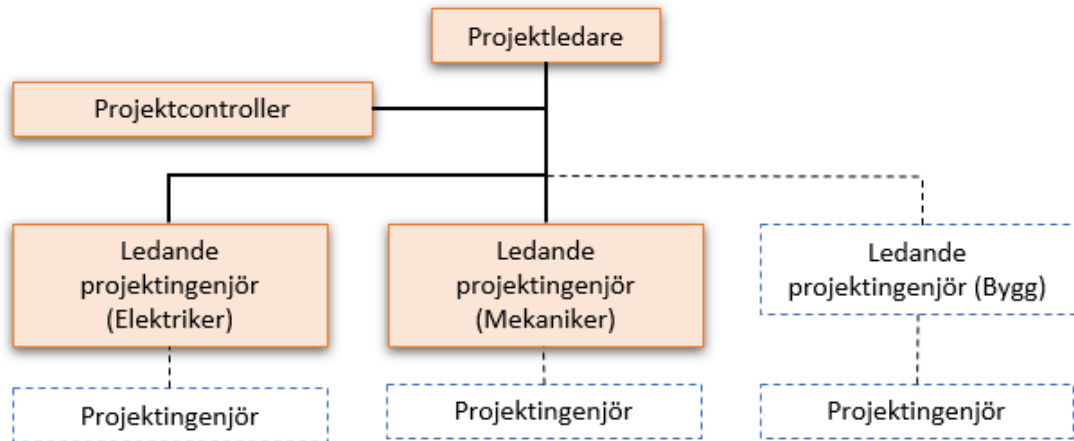 Projektledare
Projektcontroller
Ledande
projektingenjör
(Elektriker)
Ledande
projektingenjör
(Mekaniker)
Ledande
projektingenjör (Bygg)
Projektingenjör
Projektingenjör
Projektingenjör